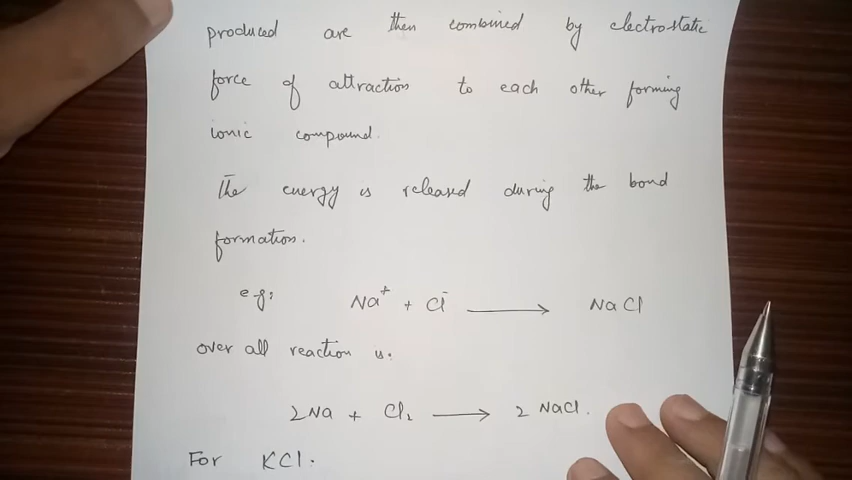 produced are then combined by electrostatic
force of attraction to each other forming
ionic compound.
The energy is released during the bond
formation.
eg: Na⁺ + Cl⁻ ⟶ NaCl
over all reaction is.
2Na + Cl₂ ⟶ 2 NaCl.
For KCl.